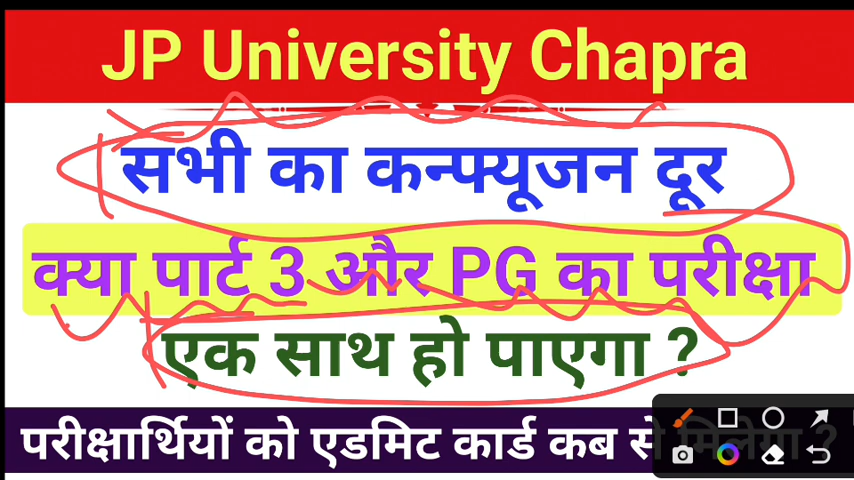 JP University Chapra
सभी का कन्फ्यूजन दूर
क्या पार्ट 3 और PG का परीक्षा
एक साथ हो पाएगा ?
परीक्षार्थियों को एडमिट कार्ड कब से मिलेगा ?